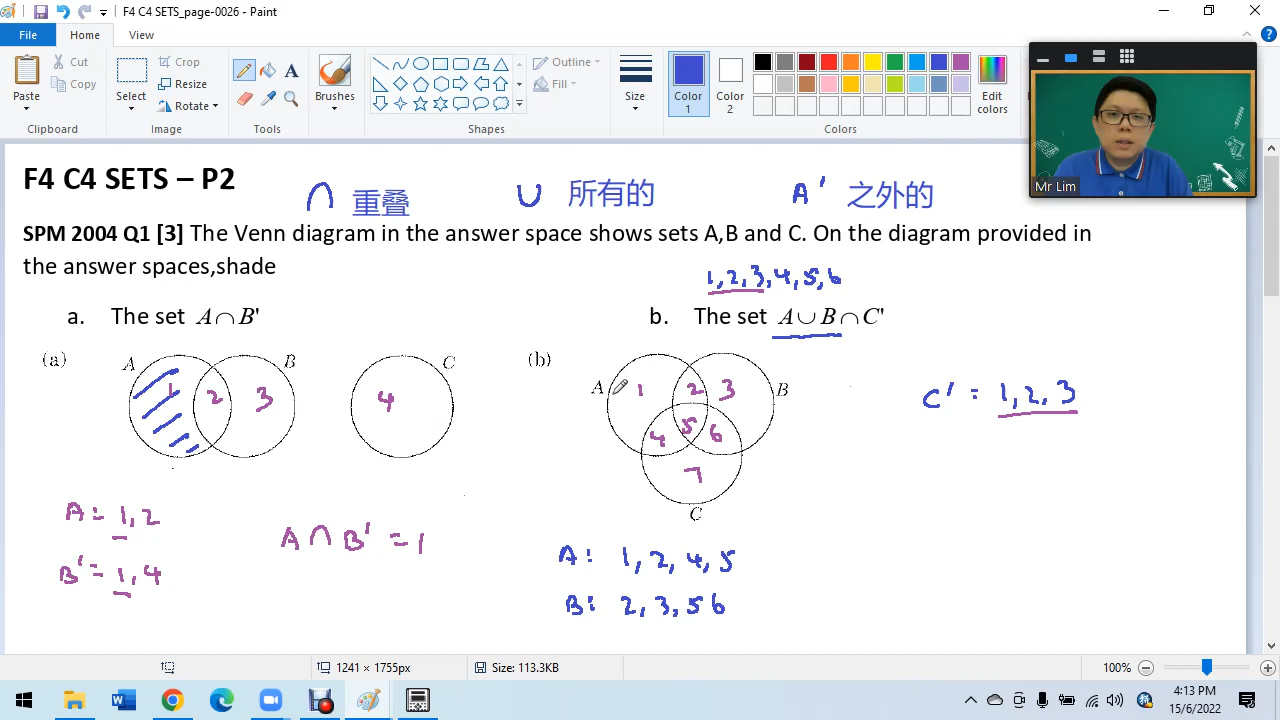 F4 C4 SETS_page-0026 - Paint
File
Home
View
Paste
Cut
Copy
Clipboard
Select
Crop
Resize
Rotate
Image
A
Tools
Brushes
Shapes
Outline
Fill
Size
Color 1
Color 2
Edit colors
Colors
Mr Lim
F4 C4 SETS – P2
∩ 重叠
∪ 所有的
A' 之外的
SPM 2004 Q1 [3] The Venn diagram in the answer space shows sets A,B and C. On the diagram provided in
the answer spaces,shade
1, 2, 3, 4, 5, 6
a. The set A ∩ B'
b. The set A ∪ B ∩ C'
(a)
A
B
C
1
2
3
4
(b)
A
B
C
1
2
3
4
5
6
7
C' = 1, 2, 3
A = 1, 2
B' = 1, 4
A ∩ B' = 1
A : 1, 2, 4, 5
B : 2, 3, 5 6
1241 × 1755px
Size: 113.3KB
100%
4:13 PM
15/6/2022